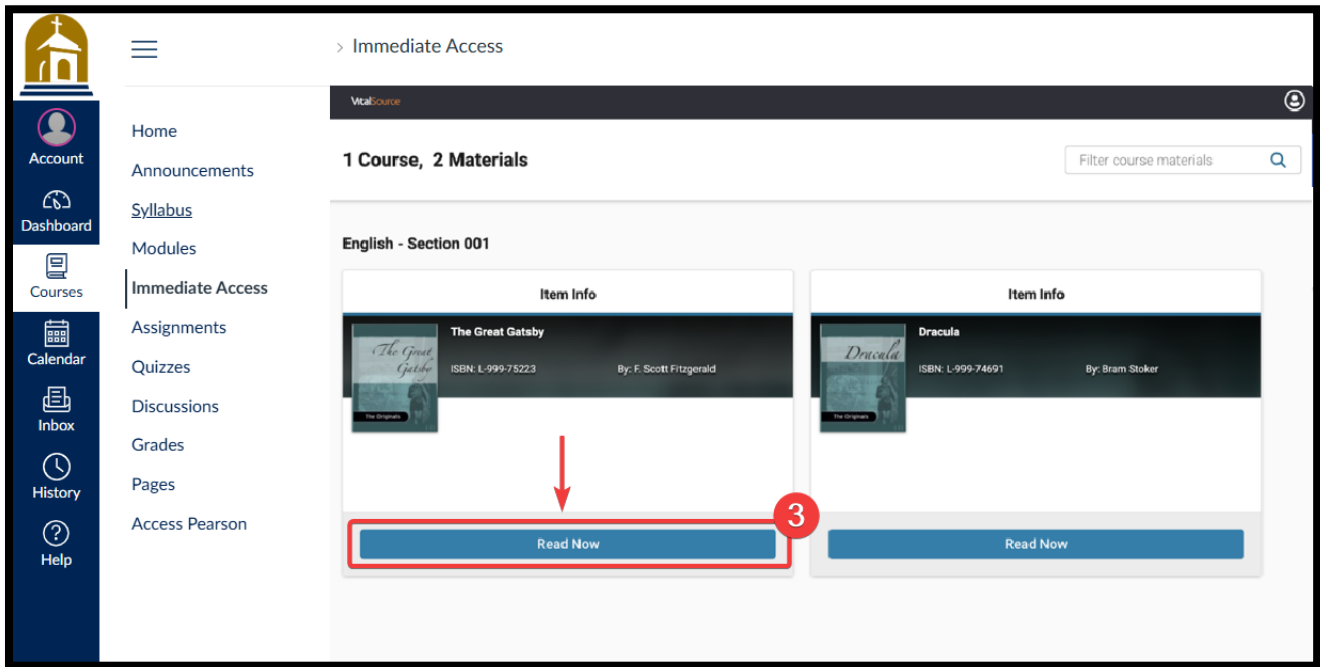 > Immediate Access
VitalSource
Account
Dashboard
Courses
Calendar
Inbox
History
Help
Home
Announcements
Syllabus
Modules
Immediate Access
Assignments
Quizzes
Discussions
Grades
Pages
Access Pearson
1 Course, 2 Materials
Filter course materials
English - Section 001
Item Info
The Great Gatsby
ISBN: L-999-75223 By: F. Scott Fitzgerald
The Great
Gatsby
The Originals
3
Read Now
Item Info
Dracula
ISBN: L-999-74691 By: Bram Stoker
Dracula
The Originals
Read Now